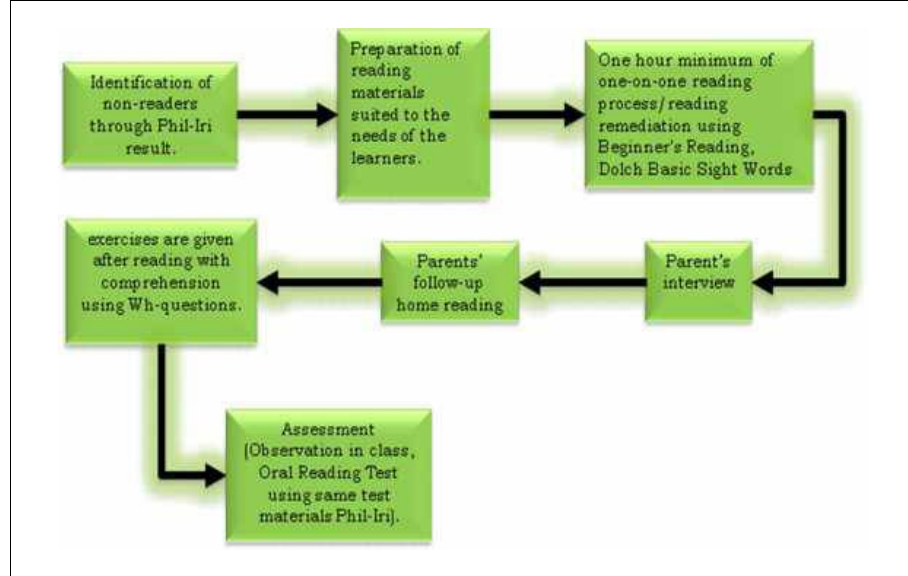 Identification of
non-readers
through Phil-Iri
result.
Preparation of
reading
materials
suited to the
needs of the
learners.
One hour minimum of
one-on-one reading
process/reading
remediation using
Beginner's Reading,
Dolch Basic Sight Words
Parent's
interview
Parents'
follow-up
home reading
exercises are given
after reading with
comprehension
using Wh-questions.
Assessment
(Observation in class,
Oral Reading Test
using same test
materials Phil-Iri).